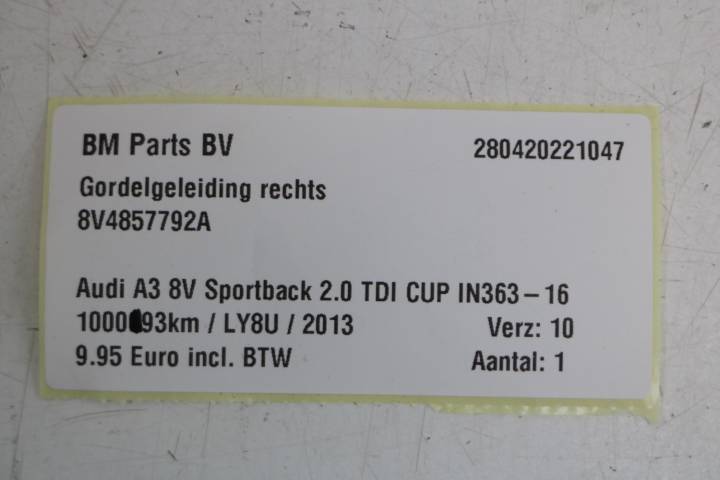 BM Parts BV 280420221047
Gordelgeleiding rechts
8V4857792A
Audi A3 8V Sportback 2.0 TDI CUP IN363-16
/ LY8U / 2013 Verz: 10
9.95 Euro incl. BTW Aantal: 1